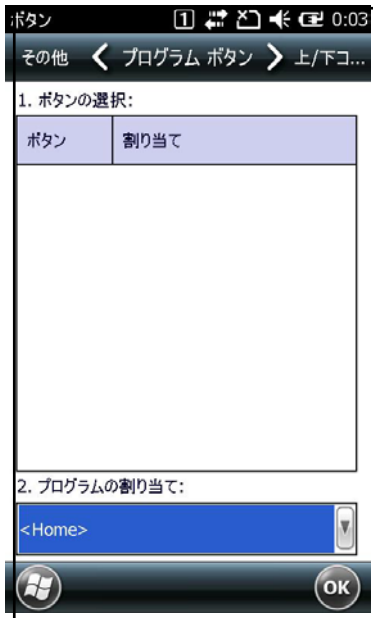 ボタン 1 0:03
その他 プログラム ボタン 上/下コ...
1. ボタンの選択:
ボタン 割り当て
2. プログラムの割り当て:
<Home>
OK